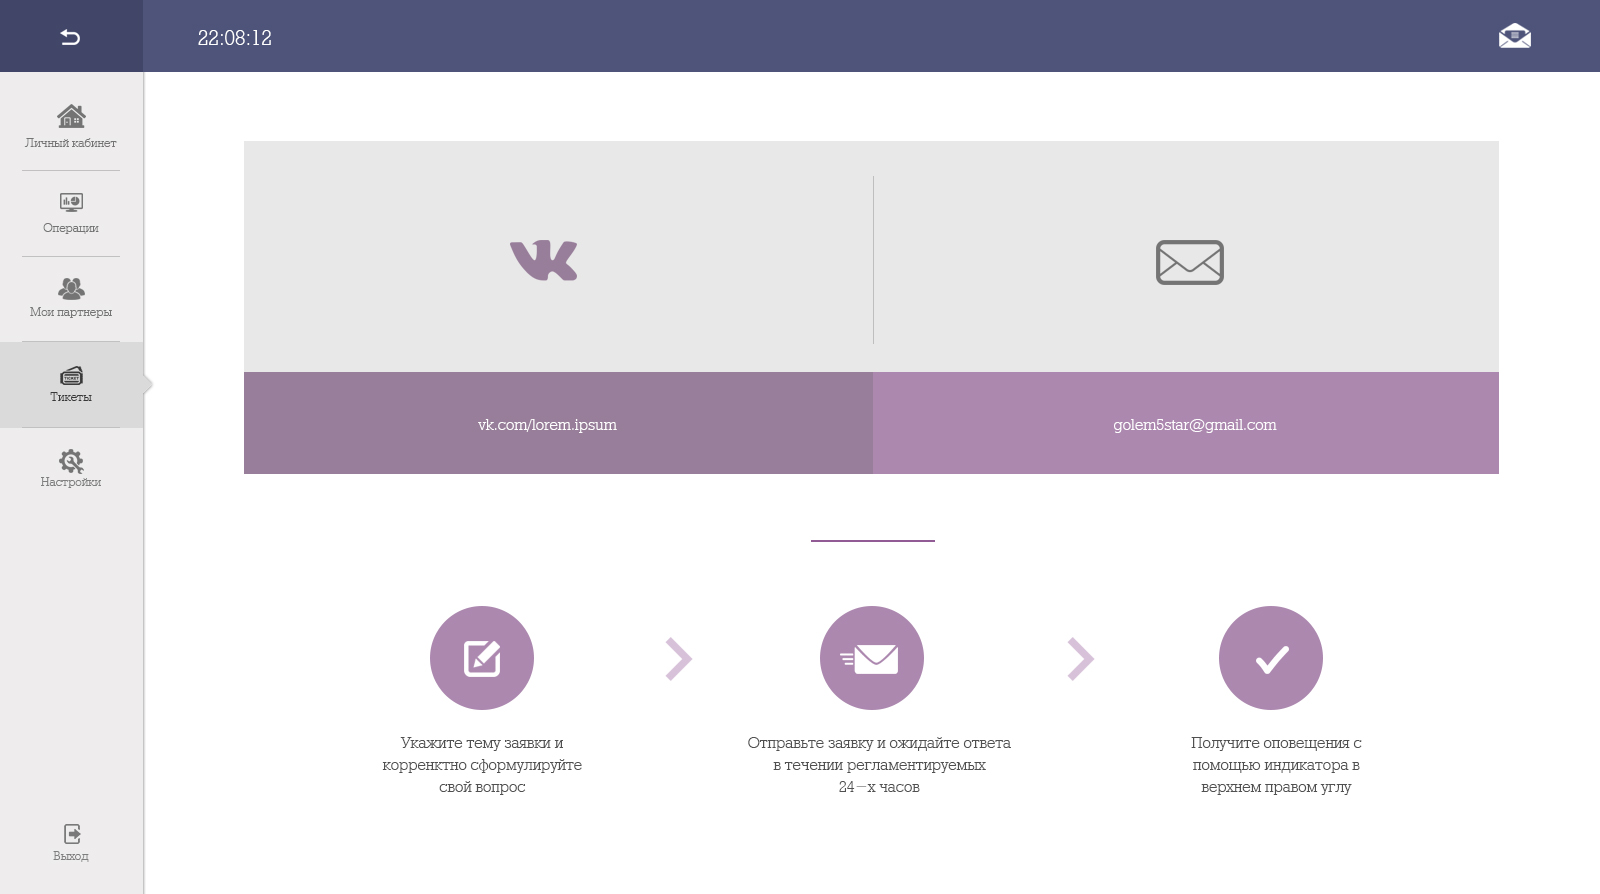 22:08:12
Личный кабинет
Операции
Мои партнеры
TICKET
Тикеты
Настройки
Выход
vk.com/lorem.ipsum
golem5star@gmail.com
Укажите тему заявки и
корренктно сформулируйте
свой вопрос
Отправьте заявку и ожидайте ответа
в течении регламентируемых
24—х часов
Получите оповещения с
помощью индикатора в
верхнем правом углу